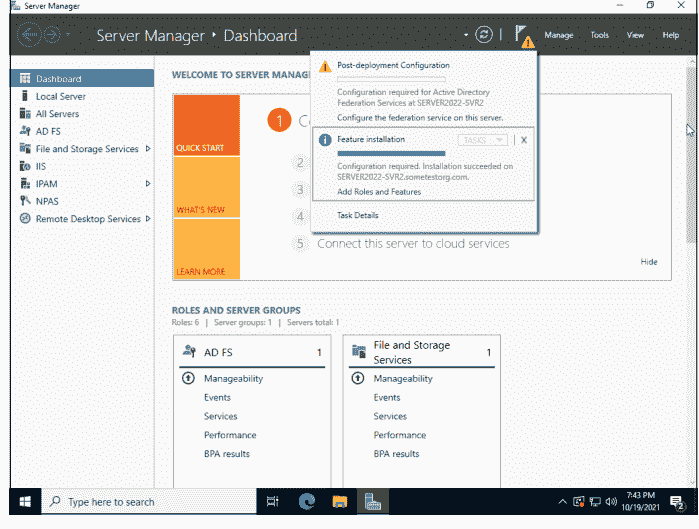 Server Manager
Server Manager • Dashboard
Manage Tools View Help
Dashboard
Local Server
All Servers
AD FS
File and Storage Services
IIS
IPAM
NPAS
Remote Desktop Services
WELCOME TO SERVER MANAG
QUICK START
WHAT'S NEW
LEARN MORE
1 C
2
3
4
5 Connect this server to cloud services
Hide
Post-deployment Configuration
Configuration required for Active Directory
Federation Services at SERVER2022-SVR2
Configure the federation service on this server.
Feature installation
TASKS
X
Configuration required. Installation succeeded on
SERVER2022-SVR2.sometestorg.com.
Add Roles and Features
Task Details
ROLES AND SERVER GROUPS
Roles: 6 | Server groups: 1 | Servers total: 1
AD FS 1
Manageability
Events
Services
Performance
BPA results
File and Storage
Services
1
Manageability
Events
Services
Performance
BPA results
Type here to search
7:43 PM
10/19/2021
2